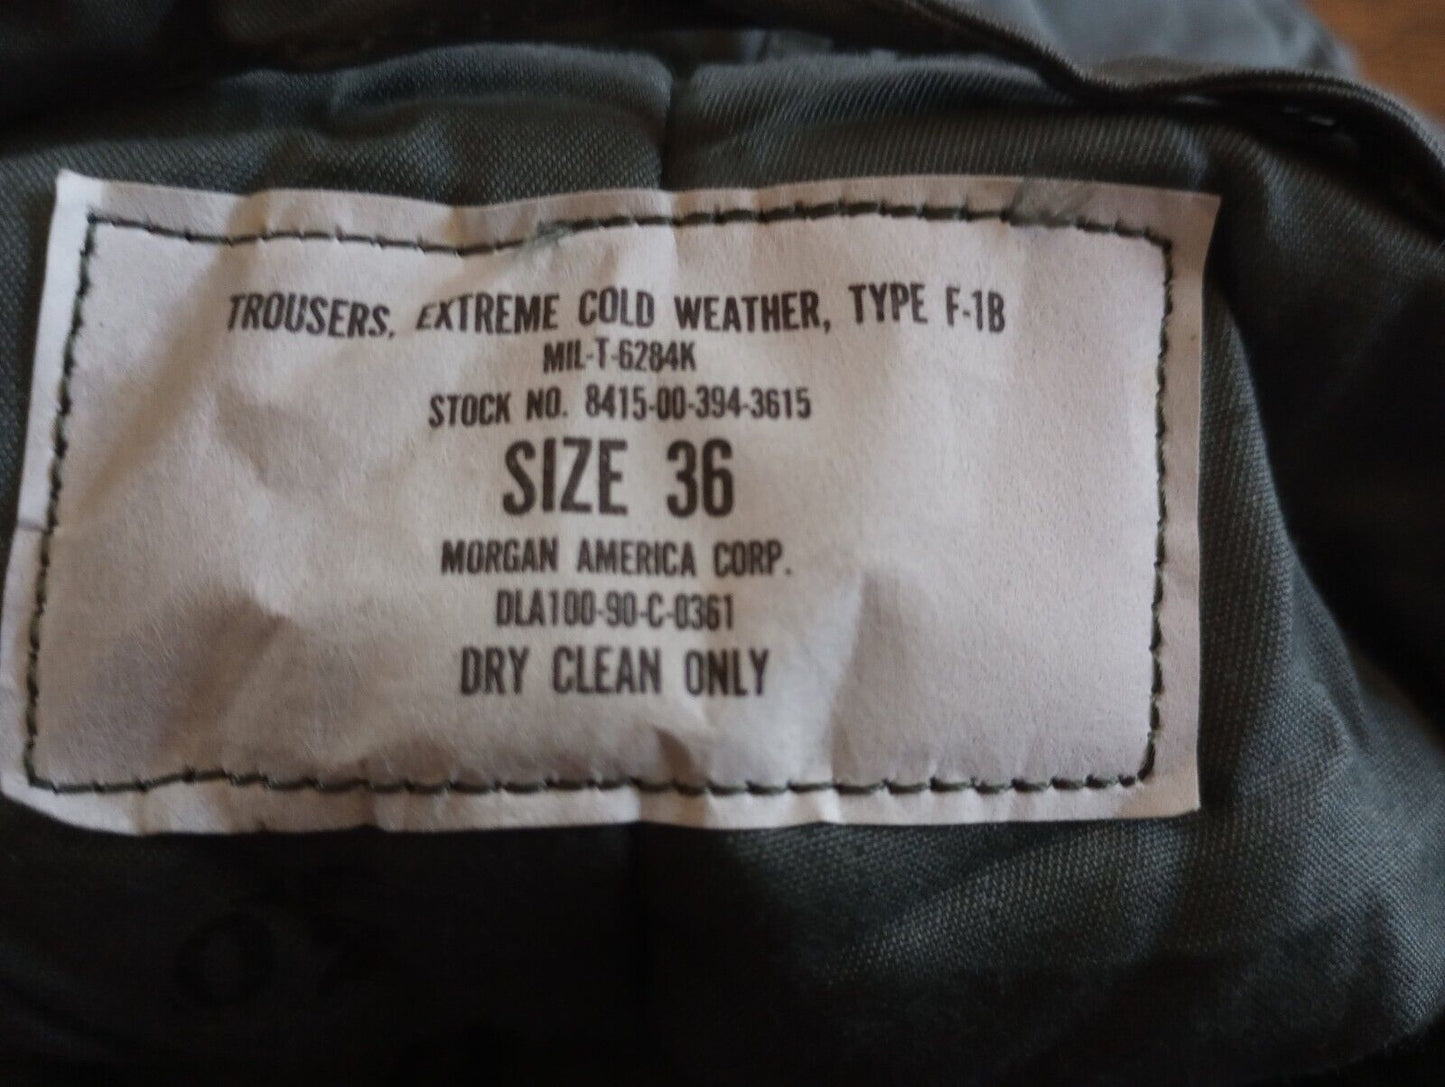 TROUSERS, EXTREME COLD WEATHER, TYPE F-1B
MIL-T-6284K
STOCK NO. 8415-00-394-3615
SIZE 36
MORGAN AMERICA CORP.
DLA100-90-C-0361
DRY CLEAN ONLY